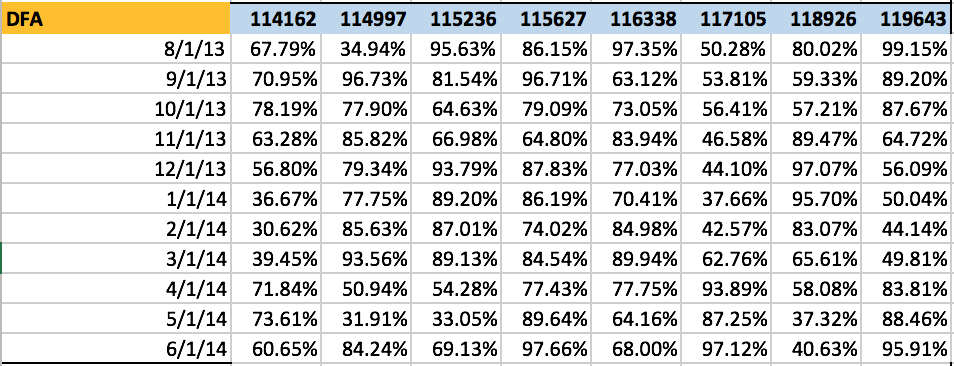 DFA 114162 114997 115236 115627 116338 117105 118926 119643
8/1/13 67.79% 34.94% 95.63% 86.15% 97.35% 50.28% 80.02% 99.15%
9/1/13 70.95% 96.73% 81.54% 96.71% 63.12% 53.81% 59.33% 89.20%
10/1/13 78.19% 77.90% 64.63% 79.09% 73.05% 56.41% 57.21% 87.67%
11/1/13 63.28% 85.82% 66.98% 64.80% 83.94% 46.58% 89.47% 64.72%
12/1/13 56.80% 79.34% 93.79% 87.83% 77.03% 44.10% 97.07% 56.09%
1/1/14 36.67% 77.75% 89.20% 86.19% 70.41% 37.66% 95.70% 50.04%
2/1/14 30.62% 85.63% 87.01% 74.02% 84.98% 42.57% 83.07% 44.14%
3/1/14 39.45% 93.56% 89.13% 84.54% 89.94% 62.76% 65.61% 49.81%
4/1/14 71.84% 50.94% 54.28% 77.43% 77.75% 93.89% 58.08% 83.81%
5/1/14 73.61% 31.91% 33.05% 89.64% 64.16% 87.25% 37.32% 88.46%
6/1/14 60.65% 84.24% 69.13% 97.66% 68.00% 97.12% 40.63% 95.91%